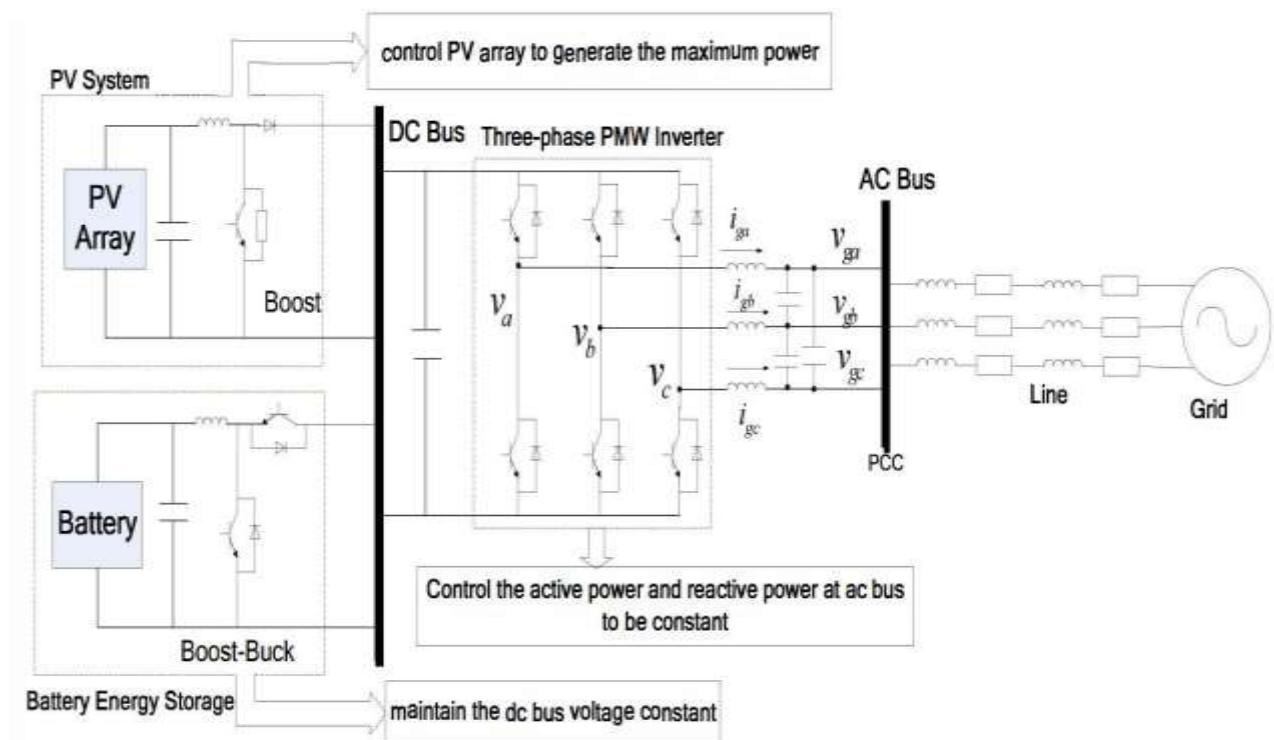 control PV array to generate the maximum power
PV System
DC Bus
Three-phase PMW Inverter
AC Bus
PV
Array
Boost
i_ga
v_ga
v_a
i_gb
v_gb
v_b
v_c
v_gc
i_gc
Line
Grid
PCC
Battery
Control the active power and reactive power at ac bus
to be constant
Boost-Buck
Battery Energy Storage
maintain the dc bus voltage constant